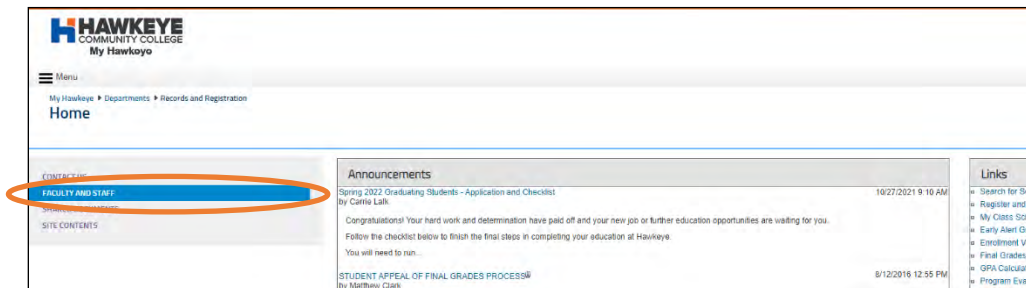 HAWKEYE
COMMUNITY COLLEGE
My Hawkeye
Menu
My Hawkeye ▶ Departments ▶ Records and Registration
Home
CONTACT US
FACULTY AND STAFF
SHARED DOCUMENTS
SITE CONTENTS
Announcements
Spring 2022 Graduating Students - Application and Checklist 10/27/2021 9:10 AM
by Carrie Lalk
Congratulations! Your hard work and determination have paid off and your new job or further education opportunities are waiting for you.
Follow the checklist below to finish the final steps in completing your education at Hawkeye.
You will need to run...
STUDENT APPEAL OF FINAL GRADES PROCESS 8/12/2016 12:55 PM
by Matthew Clark
Links
» Search for Se
» Register and
» My Class Sc
» Early Alert G
» Enrollment V
» Final Grades
» GPA Calcula
» Program Eva